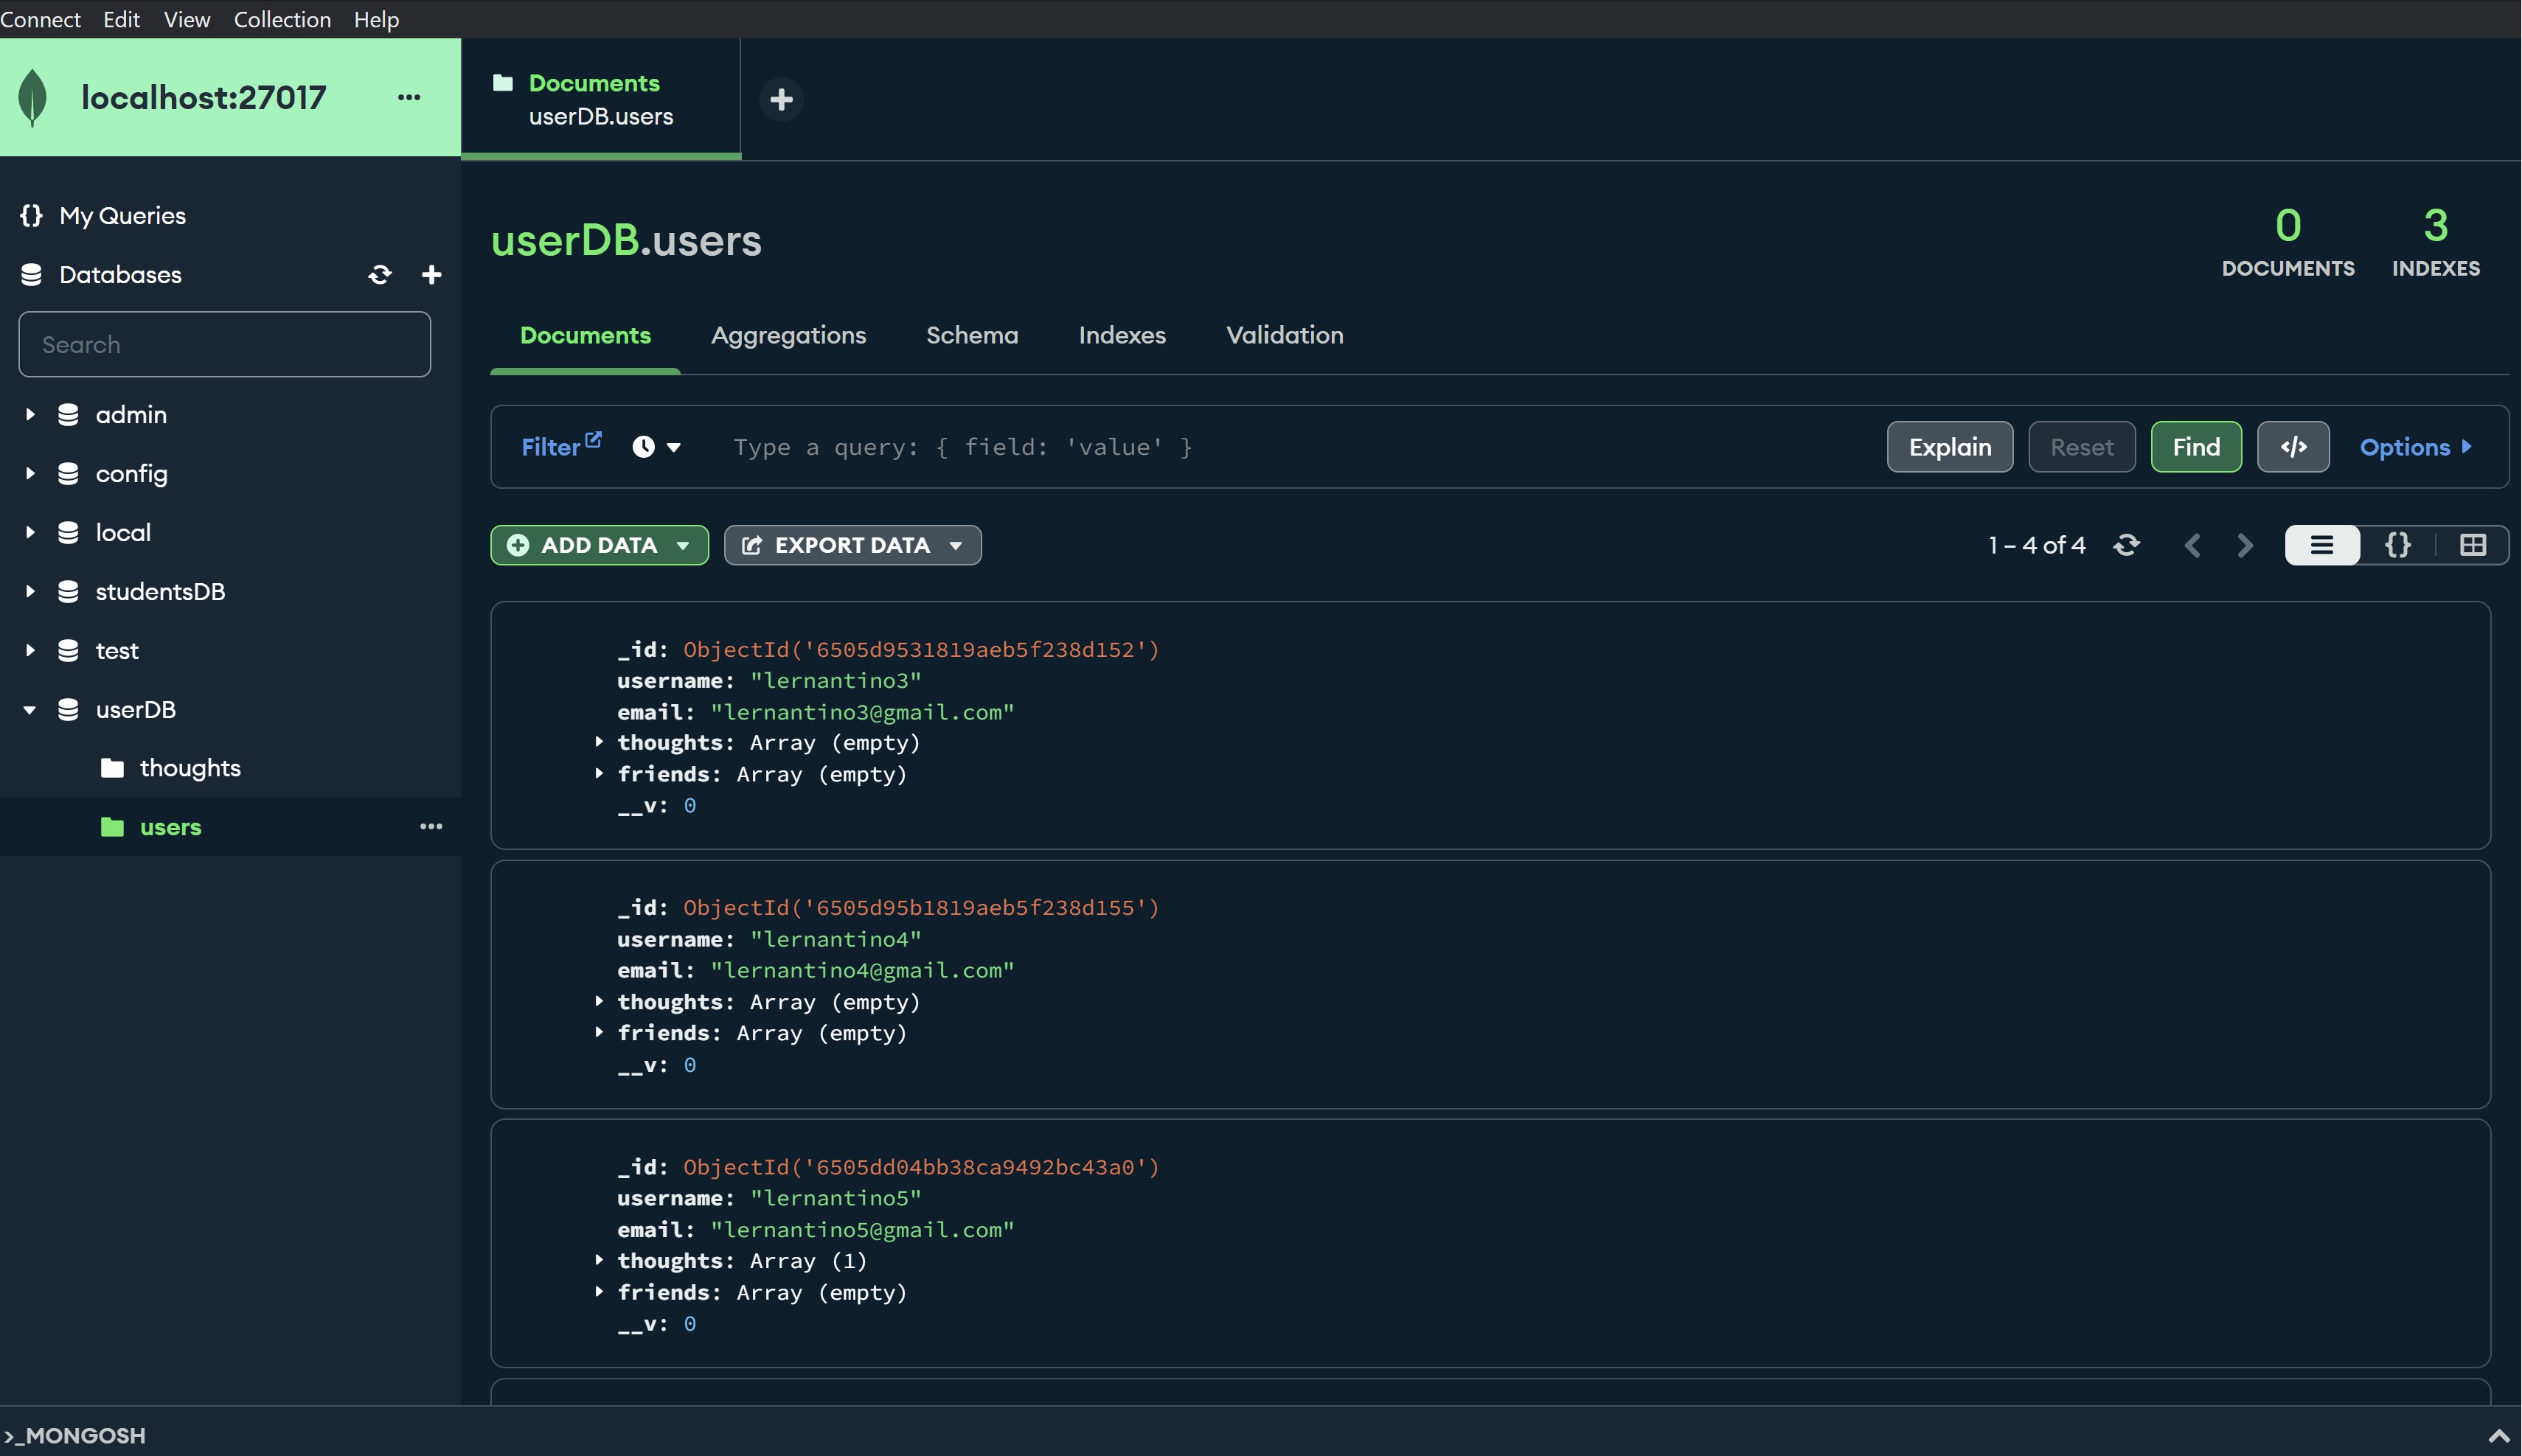 Connect Edit View Collection Help
localhost:27017 •••
Documents
userDB.users
{} My Queries
Databases
Search
admin
config
local
studentsDB
test
userDB
thoughts
users •••
userDB.users
0 DOCUMENTS
3 INDEXES
Documents Aggregations Schema Indexes Validation
Filter Type a query: { field: 'value' } Explain Reset Find </> Options
ADD DATA EXPORT DATA 1 – 4 of 4 {}
_id: ObjectId('6505d9531819aeb5f238d152')
username: "lernantino3"
email: "lernantino3@gmail.com"
thoughts: Array (empty)
friends: Array (empty)
__v: 0
_id: ObjectId('6505d95b1819aeb5f238d155')
username: "lernantino4"
email: "lernantino4@gmail.com"
thoughts: Array (empty)
friends: Array (empty)
__v: 0
_id: ObjectId('6505dd04bb38ca9492bc43a0')
username: "lernantino5"
email: "lernantino5@gmail.com"
thoughts: Array (1)
friends: Array (empty)
__v: 0
>_MONGOSH